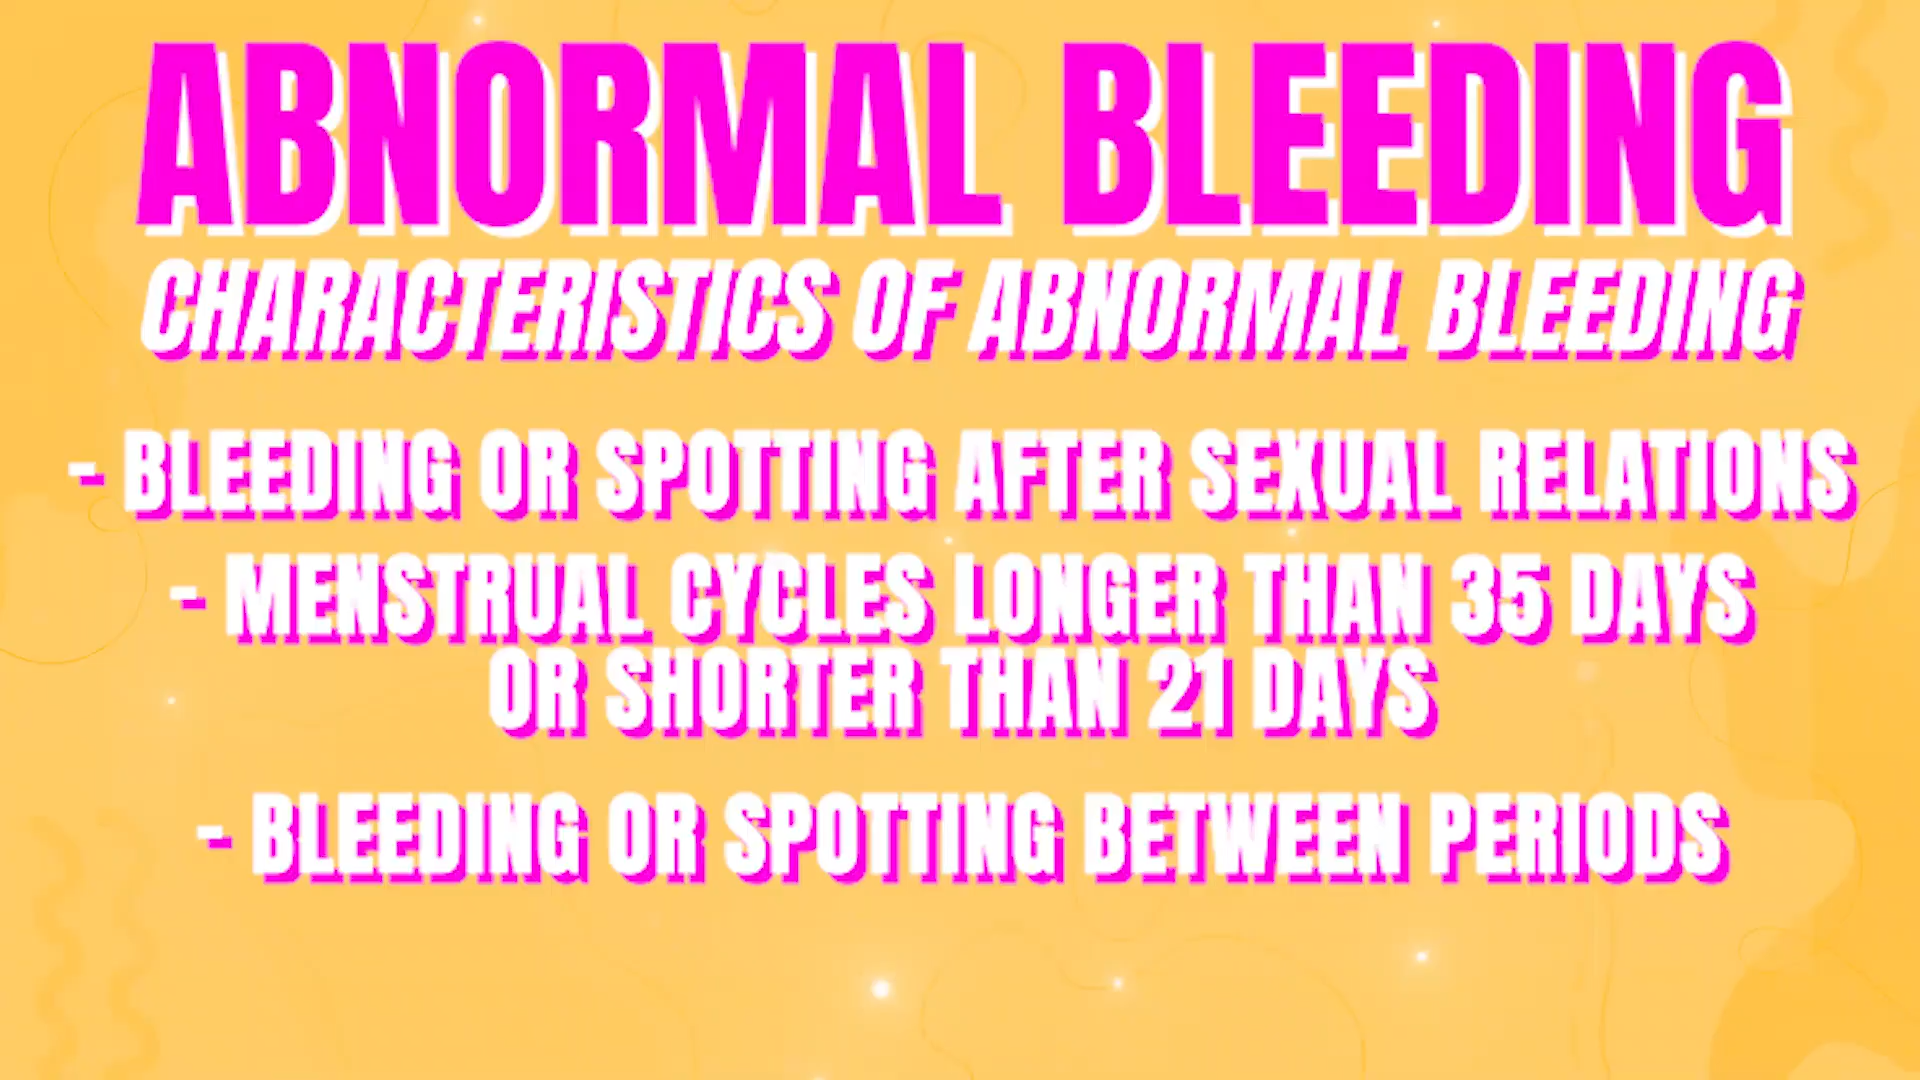 ABNORMAL BLEEDING
CHARACTERISTICS OF ABNORMAL BLEEDING
- BLEEDING OR SPOTTING AFTER SEXUAL RELATIONS
- MENSTRUAL CYCLES LONGER THAN 35 DAYS
OR SHORTER THAN 21 DAYS
- BLEEDING OR SPOTTING BETWEEN PERIODS